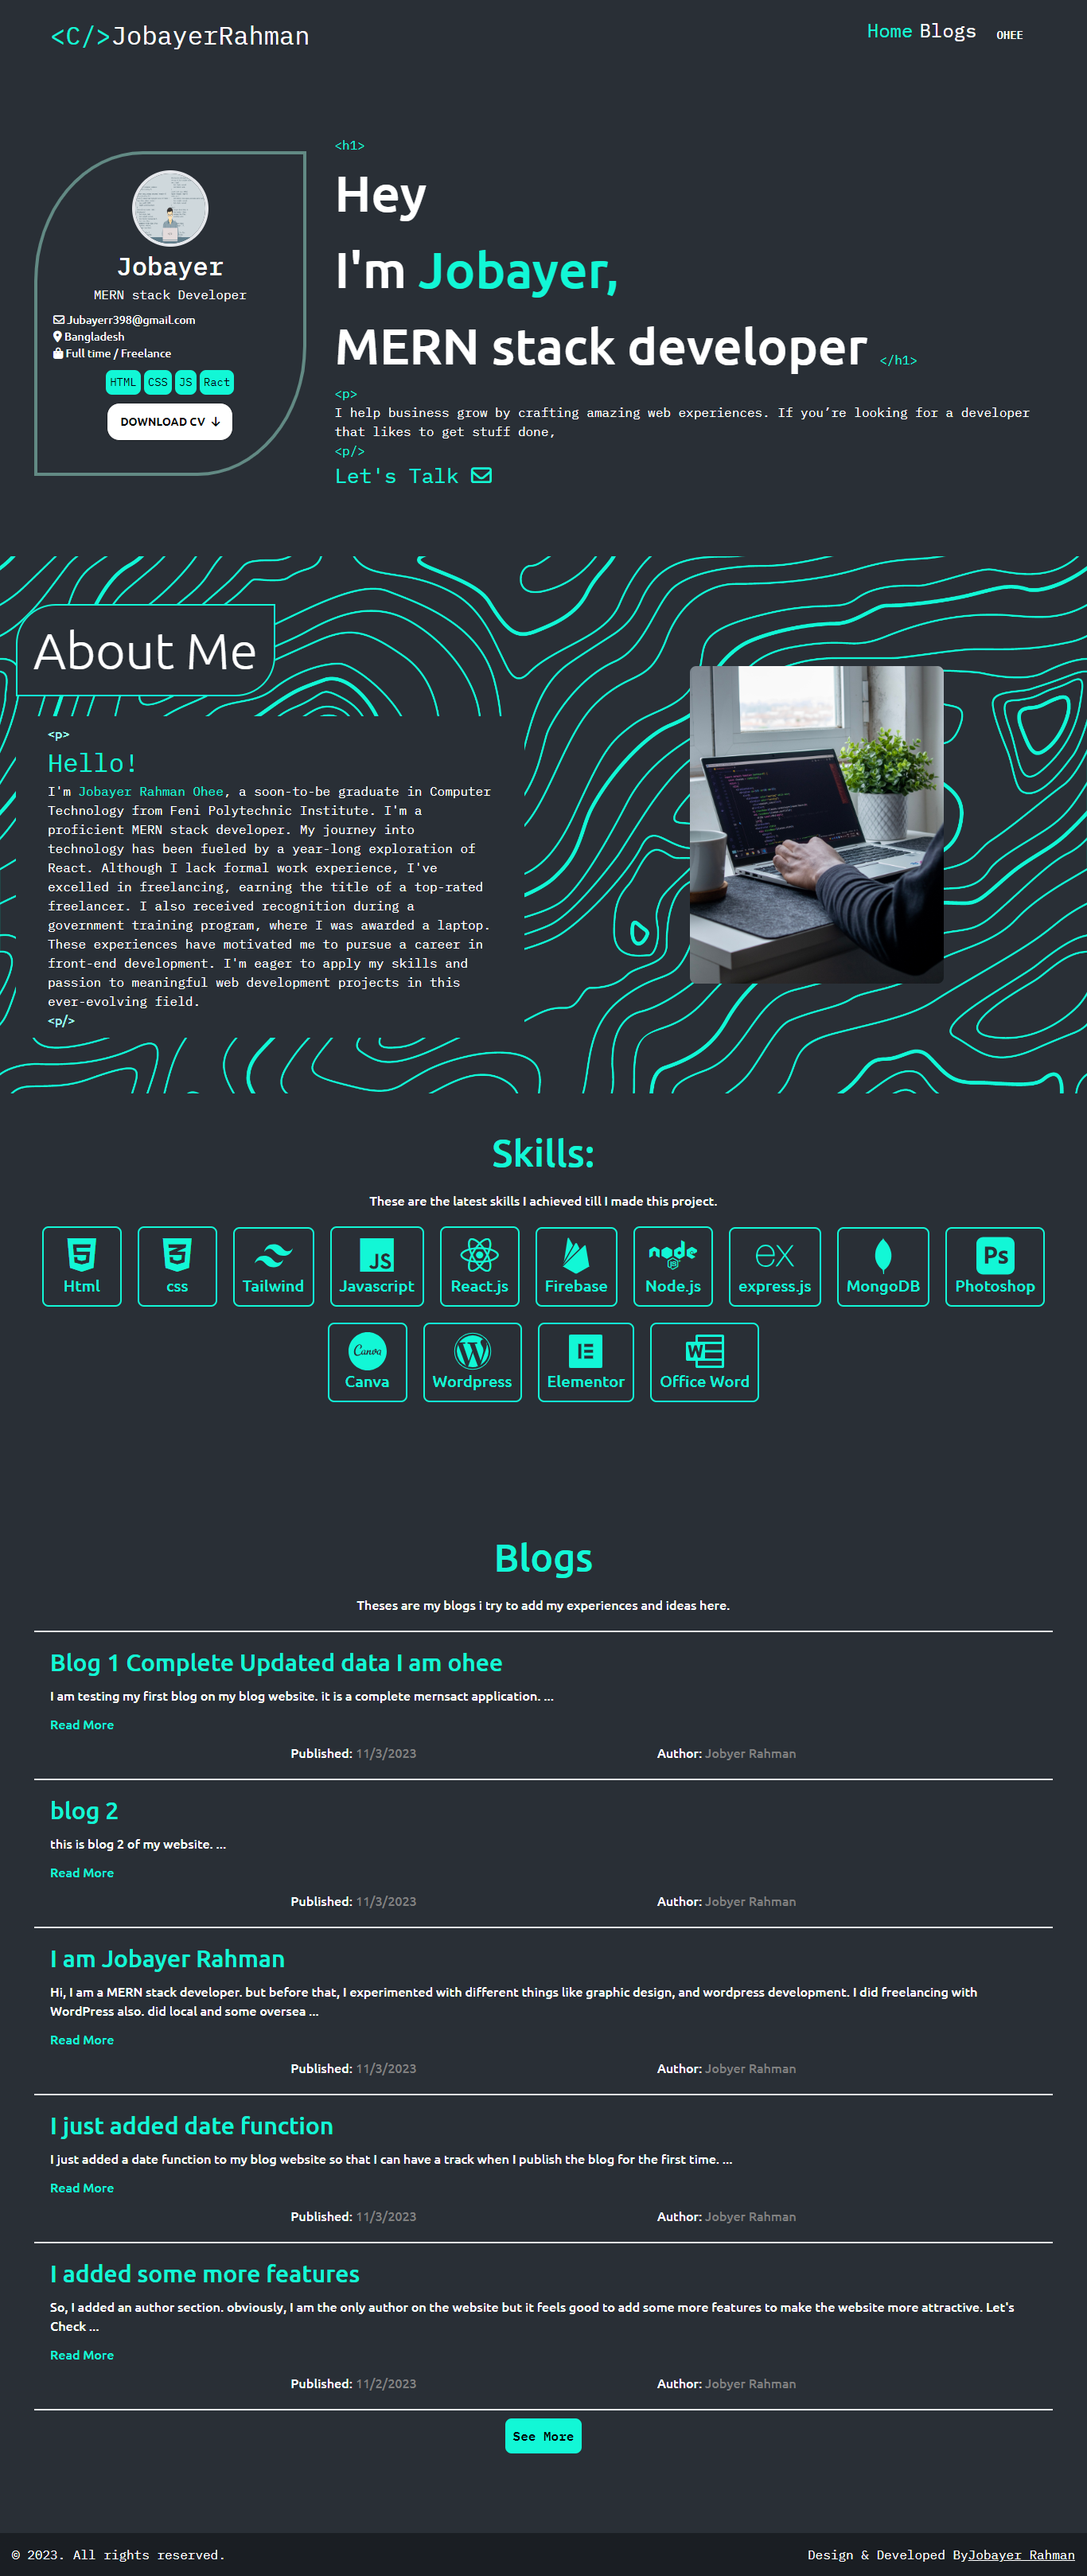 <C/>JobayerRahman
Home Blogs OHEE
Jobayer
MERN stack Developer
Jubayerr398@gmail.com
Bangladesh
Full time / Freelance
HTML CSS JS Ract
DOWNLOAD CV
<h1>
Hey
I'm Jobayer,
MERN stack developer </h1>
<p>
I help business grow by crafting amazing web experiences. If you’re looking for a developer
that likes to get stuff done,
<p/>
Let's Talk
About Me
<p>
Hello!
I'm Jobayer Rahman Ohee, a soon-to-be graduate in Computer
Technology from Feni Polytechnic Institute. I'm a
proficient MERN stack developer. My journey into
technology has been fueled by a year-long exploration of
React. Although I lack formal work experience, I've
excelled in freelancing, earning the title of a top-rated
freelancer. I also received recognition during a
government training program, where I was awarded a laptop.
These experiences have motivated me to pursue a career in
front-end development. I'm eager to apply my skills and
passion to meaningful web development projects in this
ever-evolving field.
<p/>
Skills:
These are the latest skills I achieved till I made this project.
Html css Tailwind Javascript React.js Firebase Node.js express.js MongoDB Photoshop
Canva Wordpress Elementor Office Word
Blogs
Theses are my blogs i try to add my experiences and ideas here.
Blog 1 Complete Updated data I am ohee
I am testing my first blog on my blog website. it is a complete mernsact application. ...
Read More
Published: 11/3/2023 Author: Jobyer Rahman
blog 2
this is blog 2 of my website. ...
Read More
Published: 11/3/2023 Author: Jobyer Rahman
I am Jobayer Rahman
Hi, I am a MERN stack developer. but before that, I experimented with different things like graphic design, and wordpress development. I did freelancing with
WordPress also. did local and some oversea ...
Read More
Published: 11/3/2023 Author: Jobyer Rahman
I just added date function
I just added a date function to my blog website so that I can have a track when I publish the blog for the first time. ...
Read More
Published: 11/3/2023 Author: Jobyer Rahman
I added some more features
So, I added an author section. obviously, I am the only author on the website but it feels good to add some more features to make the website more attractive. Let's
Check ...
Read More
Published: 11/2/2023 Author: Jobyer Rahman
See More
© 2023. All rights reserved. Design & Developed ByJobayer Rahman